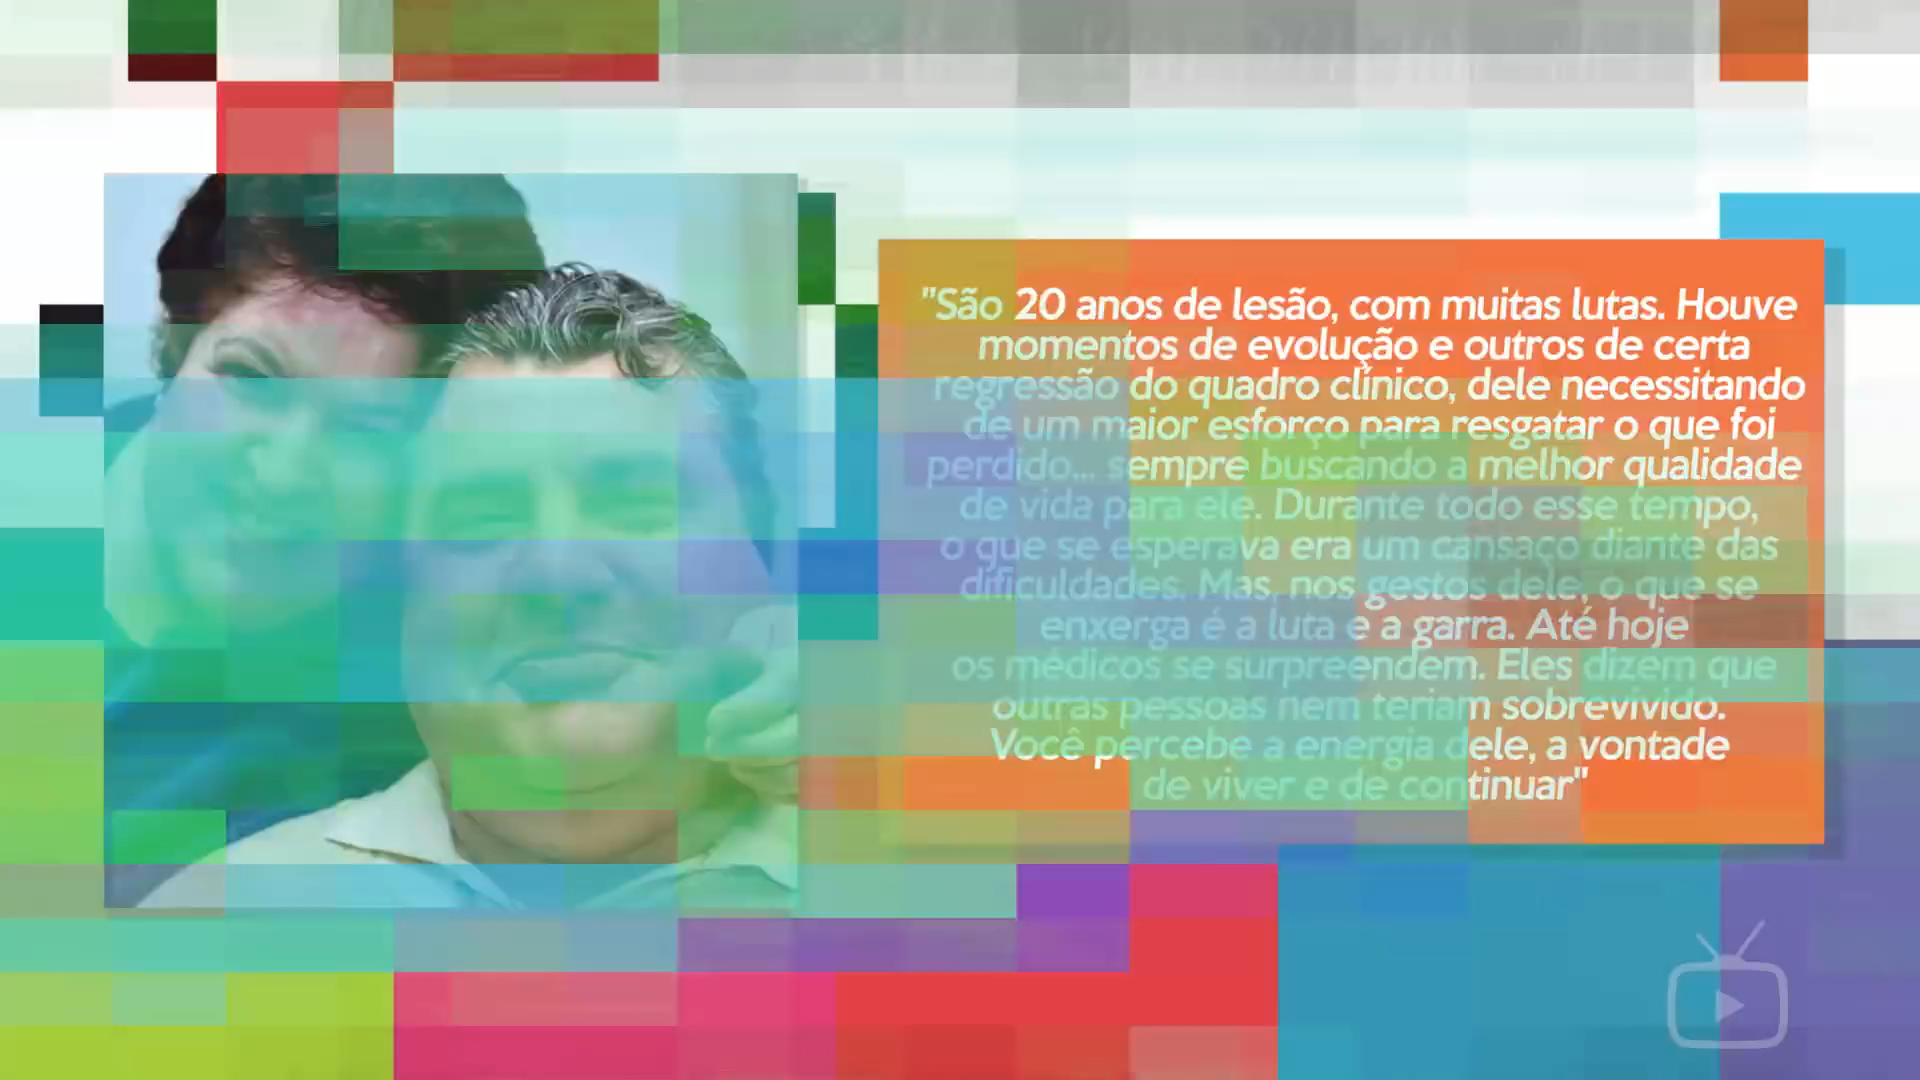 "São 20 anos de lesão, com muitas lutas. Houve
momentos de evolução e outros de certa
regressão do quadro clínico, dele necessitando
de um maior esforço para resgatar o que foi
perdido... sempre buscando a melhor qualidade
de vida para ele. Durante todo esse tempo,
o que se esperava era um cansaço diante das
dificuldades. Mas, nos gestos dele, o que se
enxerga é a luta e a garra. Até hoje
os médicos se surpreendem. Eles dizem que
outras pessoas nem teriam sobrevivido.
Você percebe a energia dele, a vontade
de viver e de continuar"